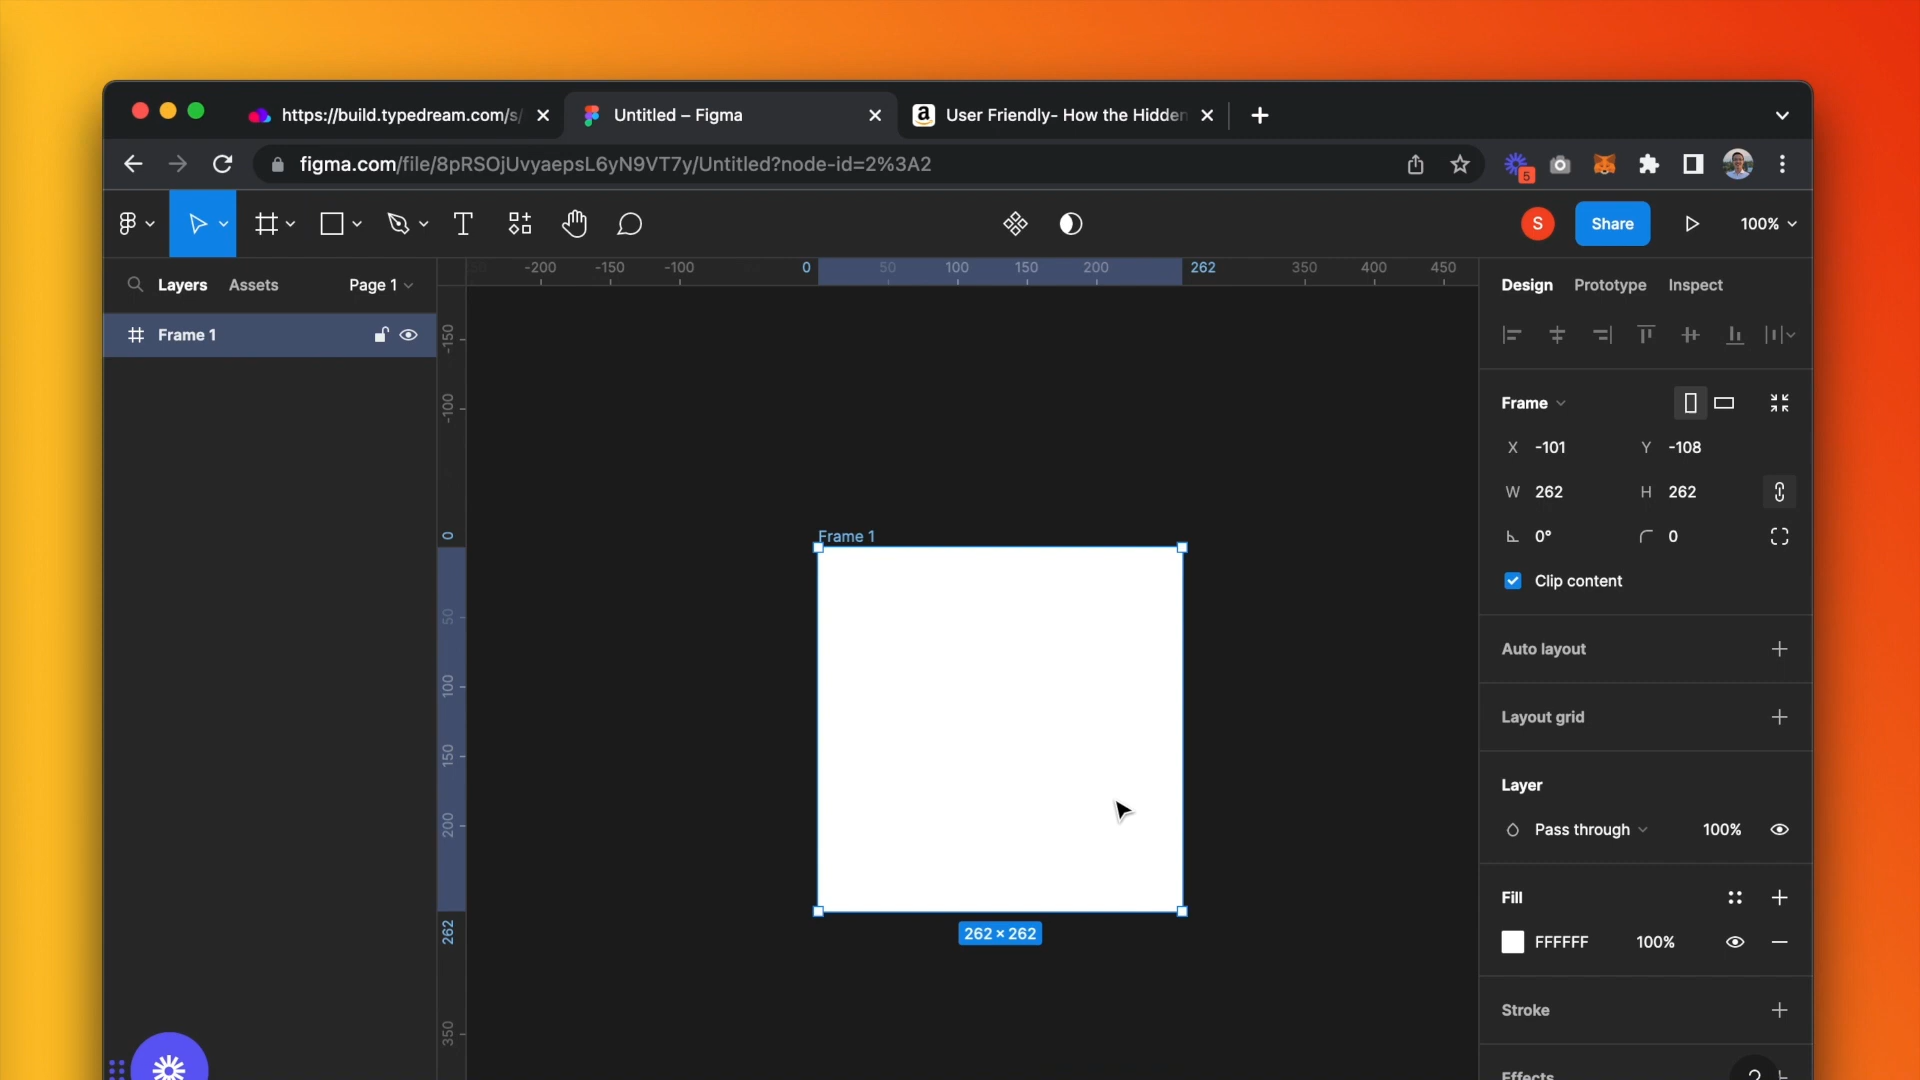 https://build.typedream.com/s/
Untitled – Figma
User Friendly- How the Hidden
figma.com/file/8pRSOjUvyaepsL6yN9VT7y/Untitled?node-id=2%3A2
5
S
Share
100%
Layers
Assets
Page 1
-200 -150 -100 0 50 100 150 200 262 350 400 450
Design
Prototype
Inspect
Frame 1
-150
-100
0
50
100
150
200
262
350
Frame 1
262 × 262
Frame
X -101
Y -108
W 262
H 262
0°
0
Clip content
Auto layout
Layout grid
Layer
Pass through
100%
Fill
FFFFFF
100%
Stroke
Effects
?